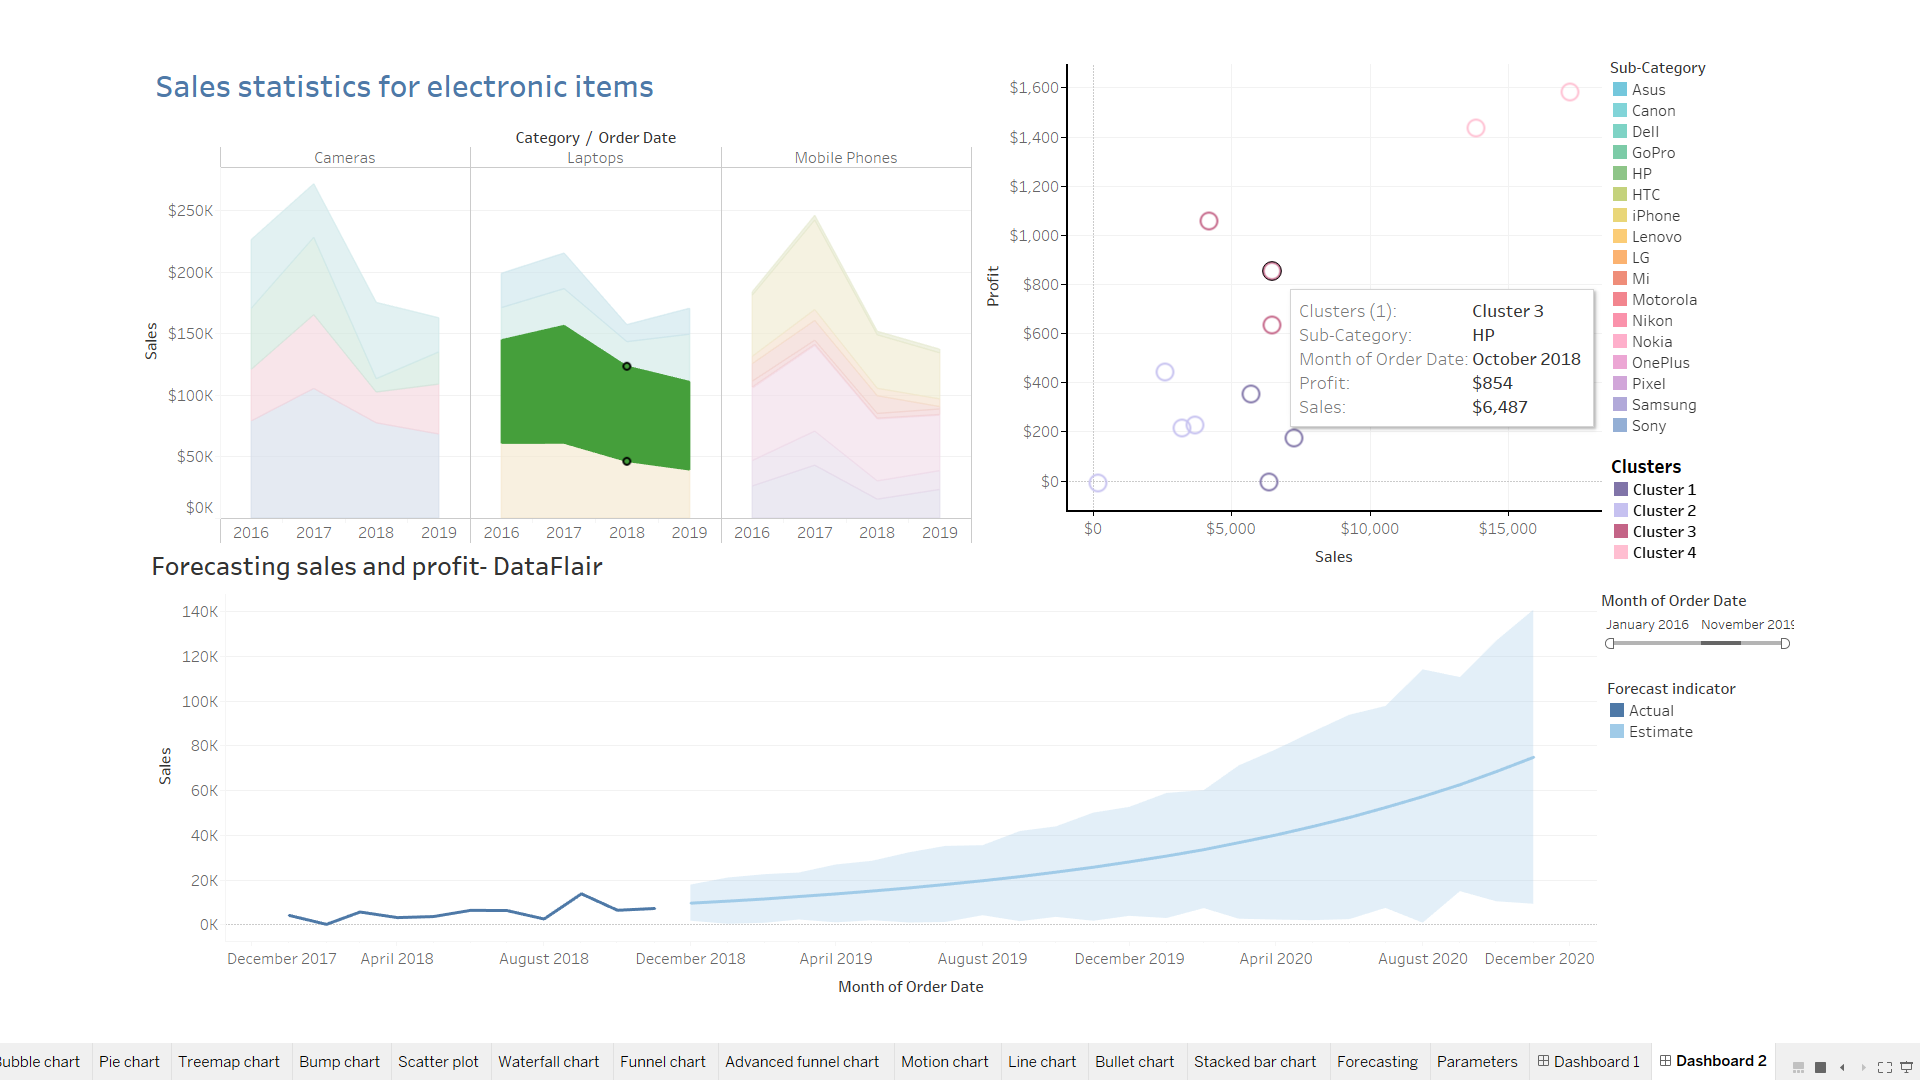 Sales statistics for electronic items
Category / Order Date
Cameras
Laptops
Mobile Phones
Sales
$250K
$200K
$150K
$100K
$50K
$0K
2016 2017 2018 2019
2016 2017 2018 2019
2016 2017 2018 2019
Profit
$1,600
$1,400
$1,200
$1,000
$800
$600
$400
$200
$0
$0 $5,000 $10,000 $15,000
Sales
Clusters (1): Cluster 3
Sub-Category: HP
Month of Order Date: October 2018
Profit: $854
Sales: $6,487
Sub-Category
Asus
Canon
Dell
GoPro
HP
HTC
iPhone
Lenovo
LG
Mi
Motorola
Nikon
Nokia
OnePlus
Pixel
Samsung
Sony
Clusters
Cluster 1
Cluster 2
Cluster 3
Cluster 4
Forecasting sales and profit- DataFlair
Sales
140K
120K
100K
80K
60K
40K
20K
0K
December 2017 April 2018 August 2018 December 2018 April 2019 August 2019 December 2019 April 2020 August 2020 December 2020
Month of Order Date
Month of Order Date
January 2016 November 2019
Forecast indicator
Actual
Estimate
ubble chart Pie chart Treemap chart Bump chart Scatter plot Waterfall chart Funnel chart Advanced funnel chart Motion chart Line chart Bullet chart Stacked bar chart Forecasting Parameters Dashboard 1 Dashboard 2